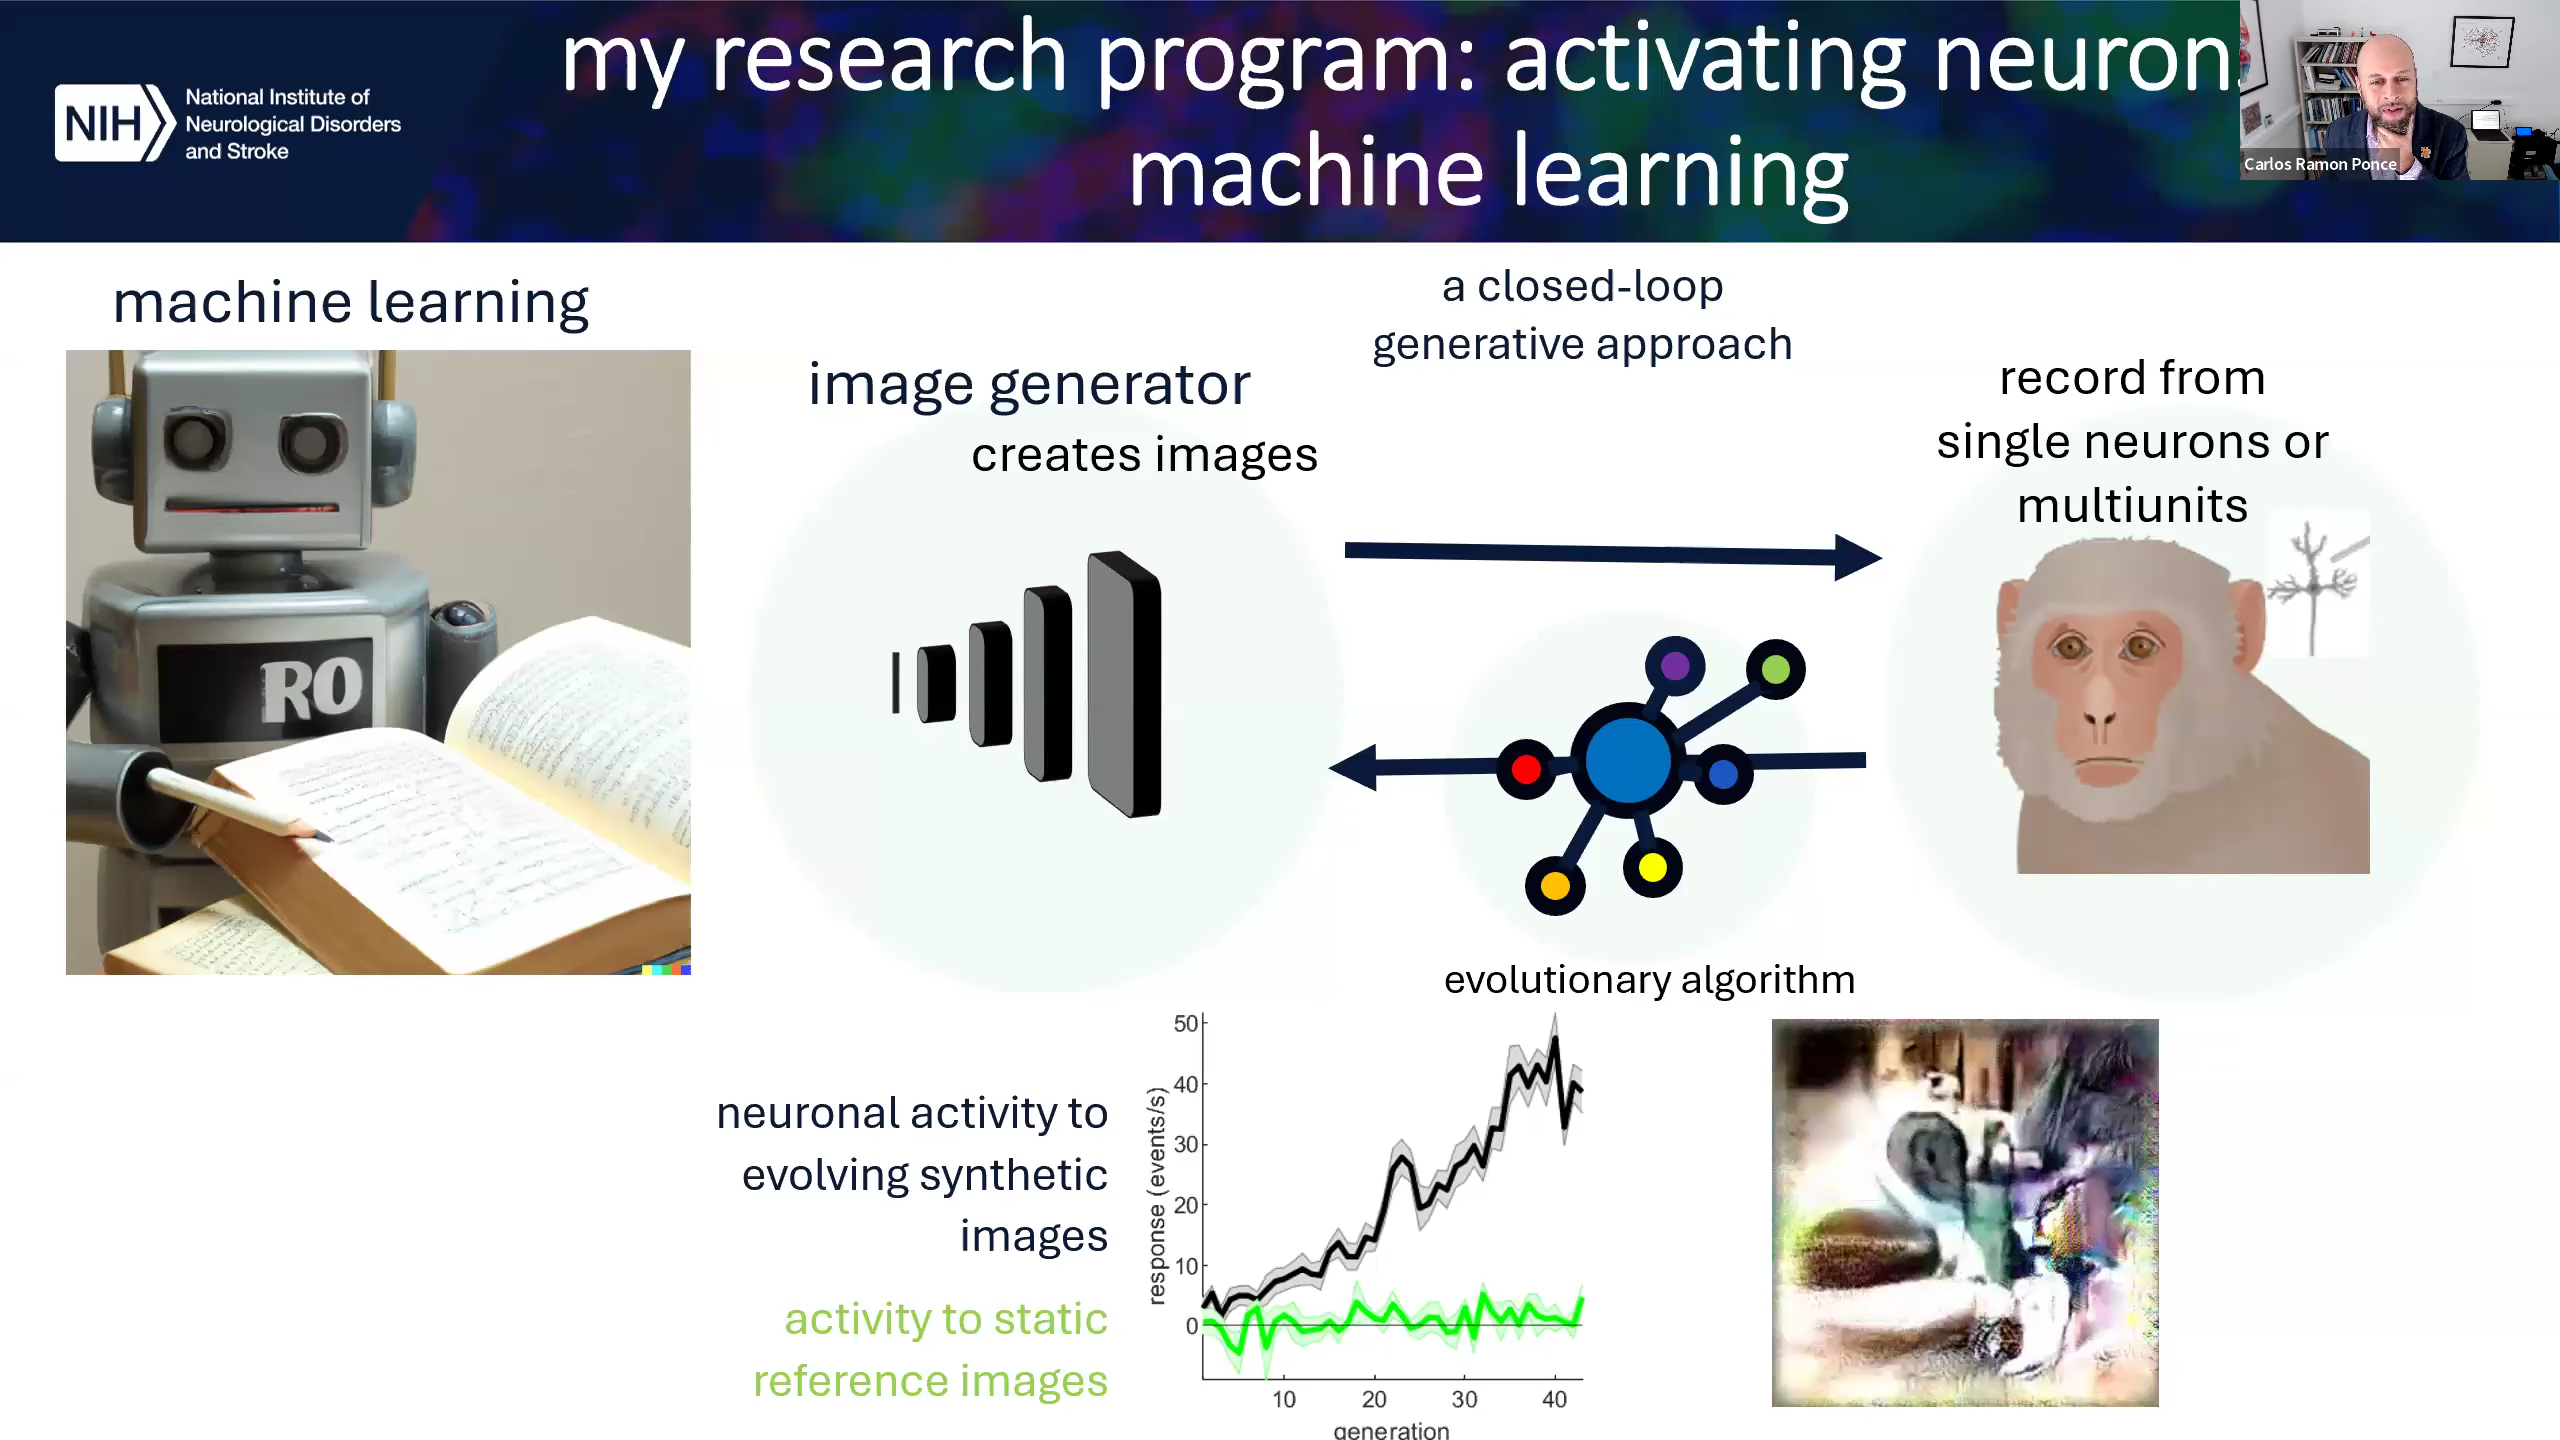 my research program: activating neuron
machine learning
NIH
National Institute of
Neurological Disorders
and Stroke
Carlos Ramon Ponce
machine learning
RO
image generator
creates images
a closed-loop
generative approach
record from
single neurons or
multiunits
evolutionary algorithm
neuronal activity to
evolving synthetic
images
activity to static
reference images
response (events/s)
50
40
30
20
10
0
10 20 30 40
generation